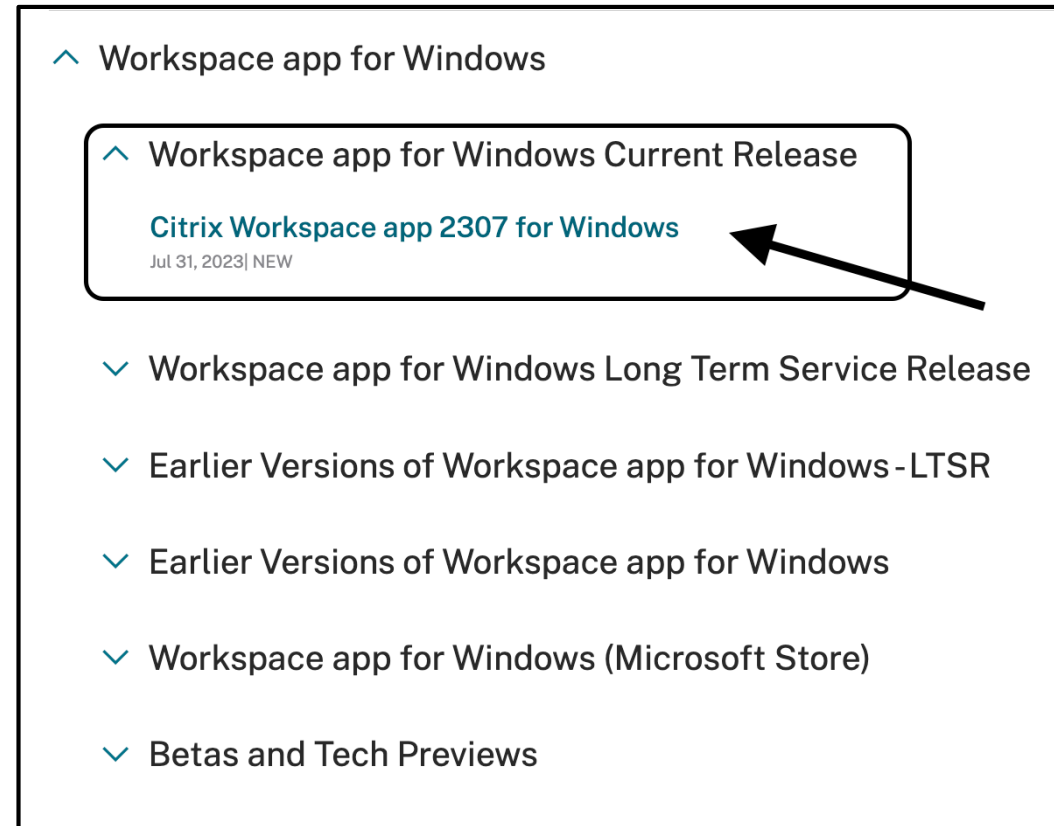 Workspace app for Windows
Workspace app for Windows Current Release
Citrix Workspace app 2307 for Windows
Jul 31, 2023| NEW
Workspace app for Windows Long Term Service Release
Earlier Versions of Workspace app for Windows - LTSR
Earlier Versions of Workspace app for Windows
Workspace app for Windows (Microsoft Store)
Betas and Tech Previews